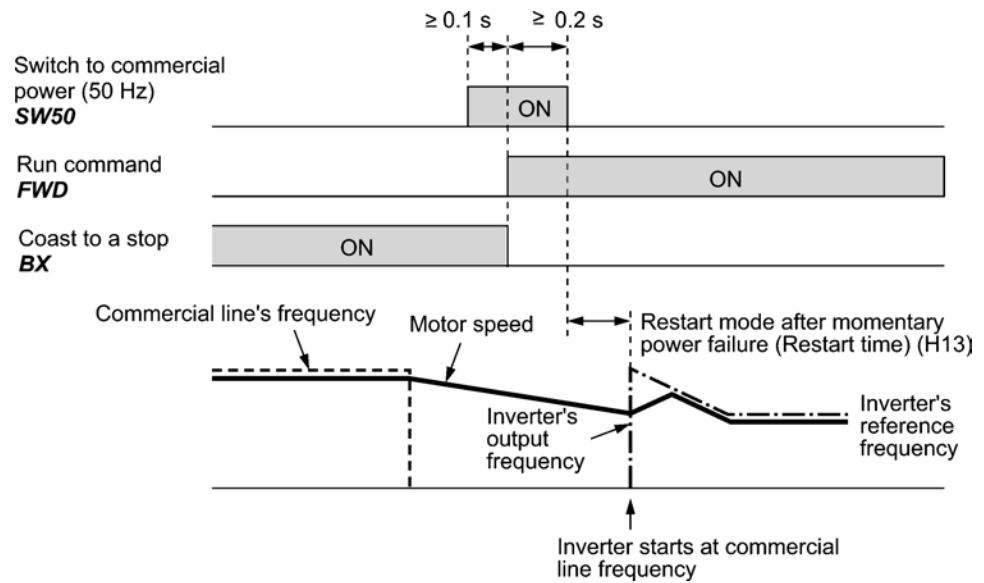 ≥ 0.1 s
≥ 0.2 s
Switch to commercial
power (50 Hz)
SW50
ON
Run command
FWD
ON
Coast to a stop
BX
ON
Commercial line's frequency
Motor speed
Restart mode after momentary
power failure (Restart time) (H13)
Inverter's
output
frequency
Inverter's
reference
frequency
Inverter starts at commercial
line frequency